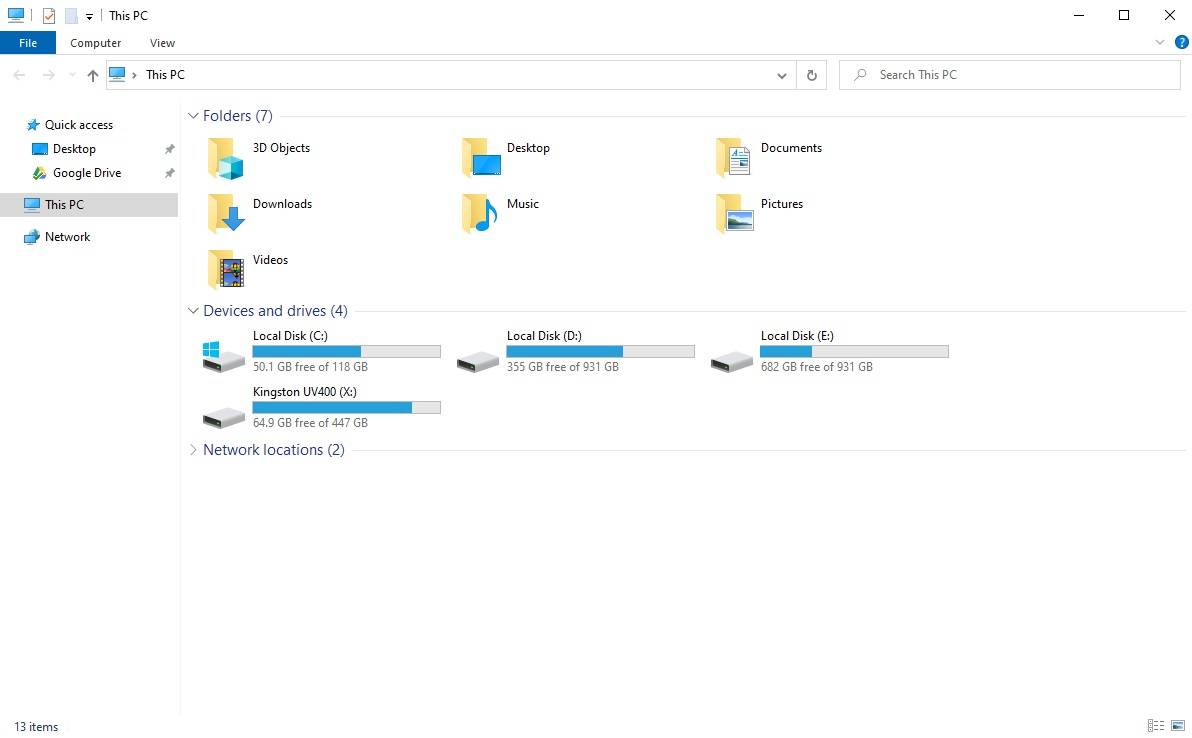 This PC
File Computer View
This PC
Search This PC
Quick access
Desktop
Google Drive
This PC
Network
Folders (7)
3D Objects
Desktop
Documents
Downloads
Music
Pictures
Videos
Devices and drives (4)
Local Disk (C:)
50.1 GB free of 118 GB
Local Disk (D:)
355 GB free of 931 GB
Local Disk (E:)
682 GB free of 931 GB
Kingston UV400 (X:)
64.9 GB free of 447 GB
Network locations (2)
13 items